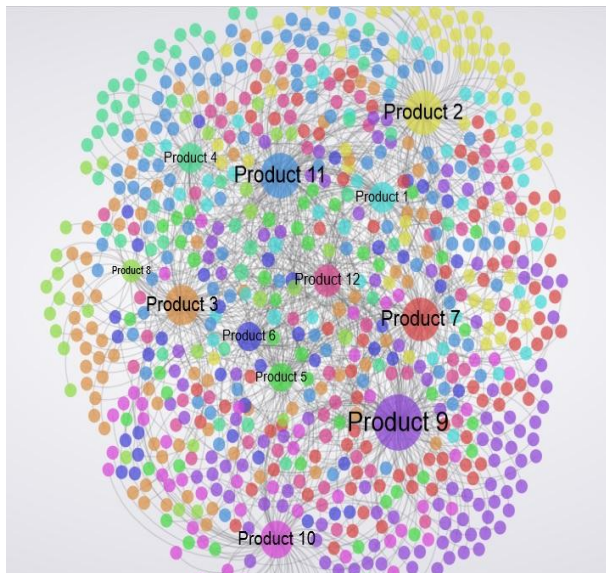 Product 2
Product 4
Product 11
Product 1
Product 8
Product 12
Product 3
Product 7
Product 6
Product 5
Product 9
Product 10